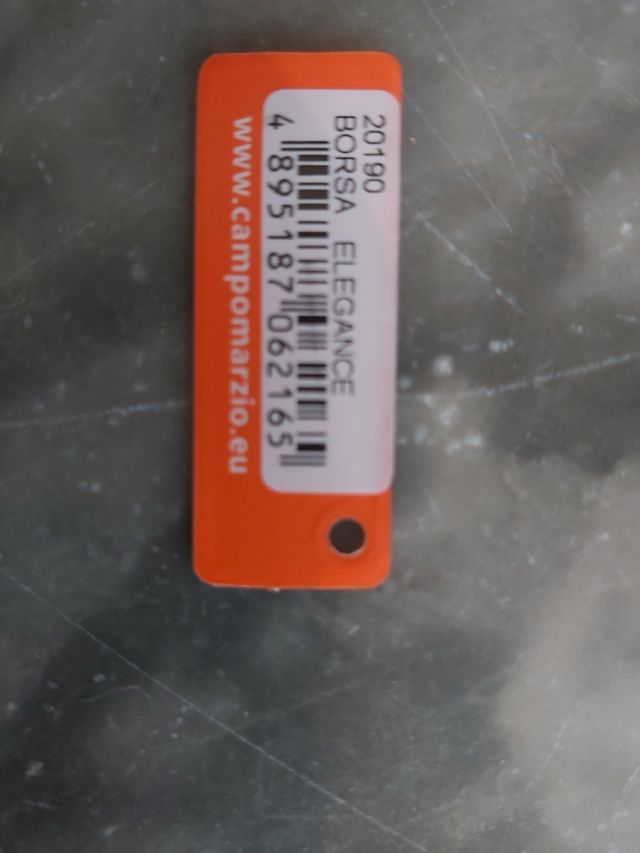 20190
BORSA ELEGANCE
4 895187 062165
www.campomarzio.eu